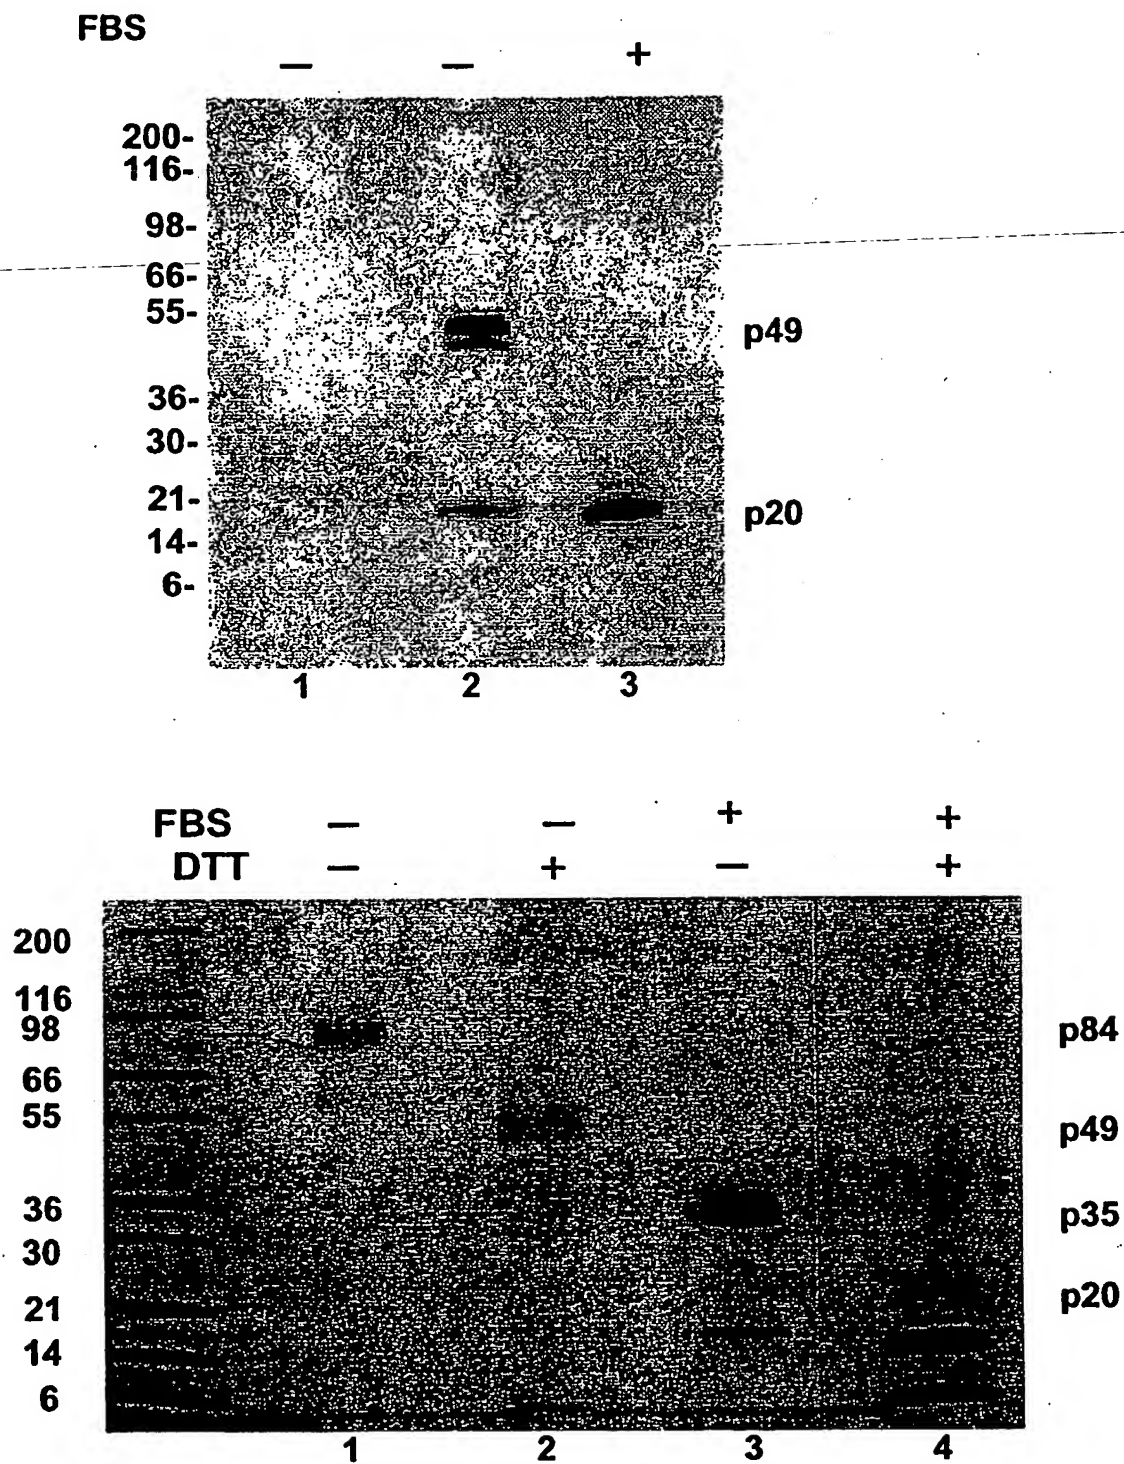 FBS
– – +
200-
116-
98-
66-
55-
p49
36-
30-
21-
p20
14-
6-
1 2 3
FBS – – + +
DTT – + – +
200
116
98
p84
66
55
p49
36
p35
30
p20
21
14
6
1 2 3 4